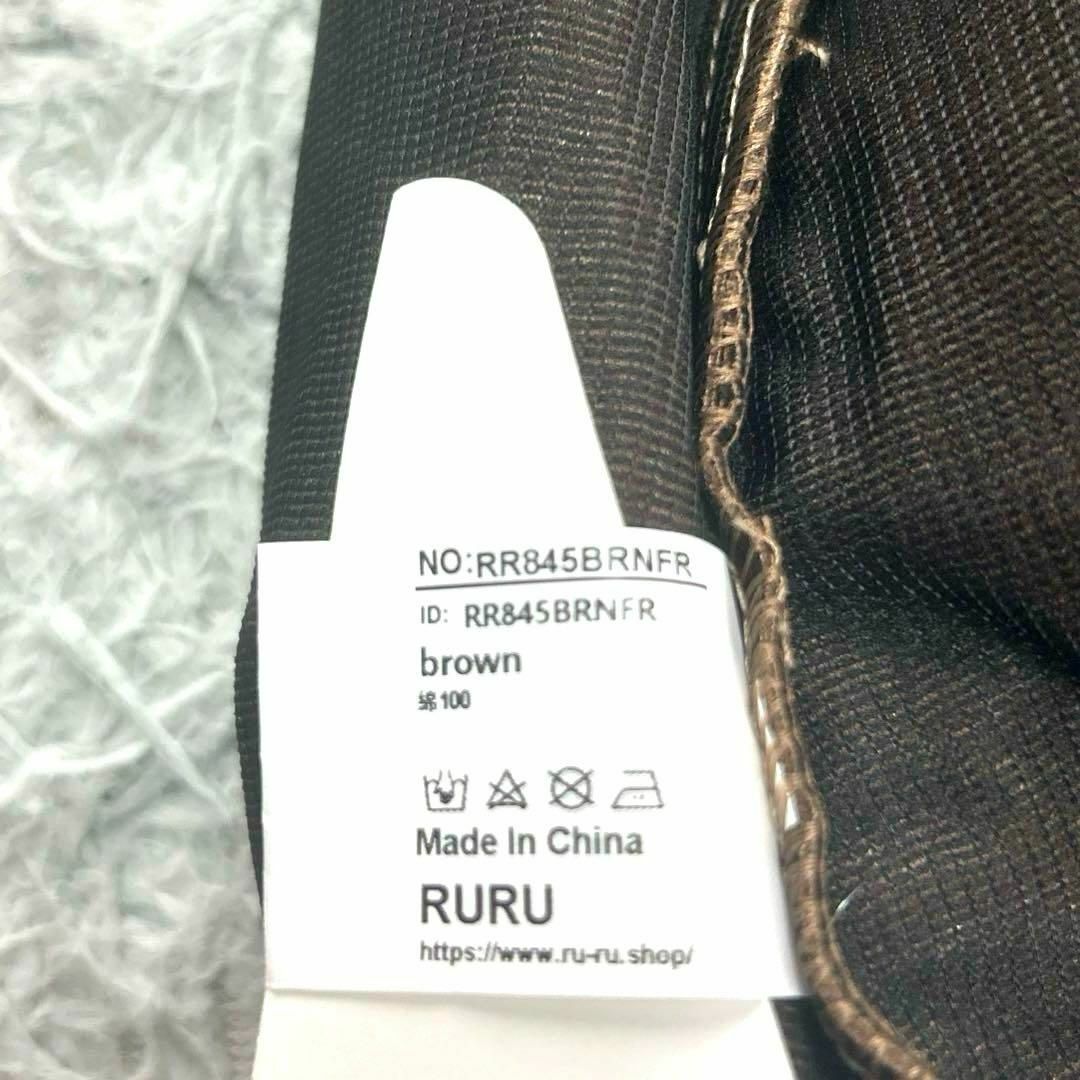 NO:RR845BRNFR
ID: RR845BRNFR
brown
綿100
Made In China
RURU
https://www.ru-ru.shop/